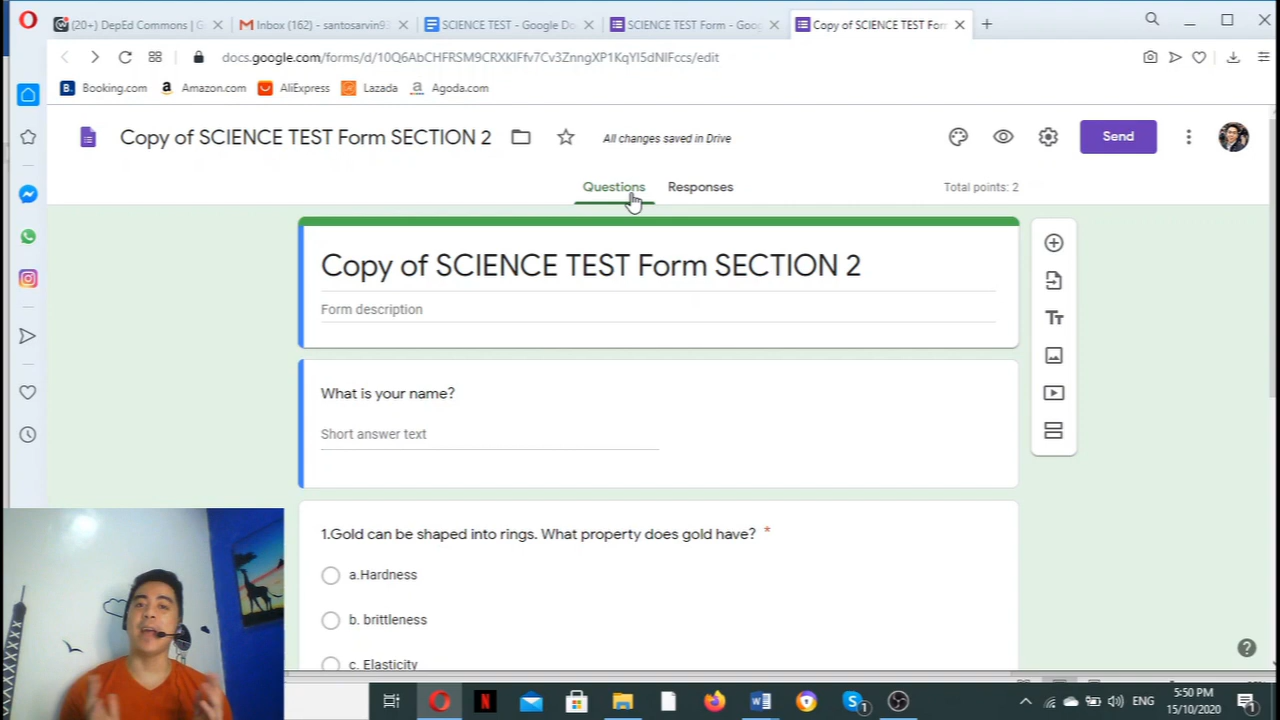 (20+) DepEd Commons | G
Inbox (162) - santosarvin9
SCIENCE TEST - Google Do
SCIENCE TEST Form - Goog
Copy of SCIENCE TEST For
docs.google.com/forms/d/10Q6AbCHFRSM9CRXKIFfv7Cv3ZnngXP1KqYI5dNIFccs/edit
B. Booking.com
a Amazon.com
AliExpress
Lazada
a Agoda.com
Copy of SCIENCE TEST Form SECTION 2
All changes saved in Drive
Send
Questions
Responses
Total points: 2
Copy of SCIENCE TEST Form SECTION 2
Form description
What is your name?
Short answer text
1.Gold can be shaped into rings. What property does gold have? *
a.Hardness
b. brittleness
c. Elasticity
5:50 PM
ENG
15/10/2020